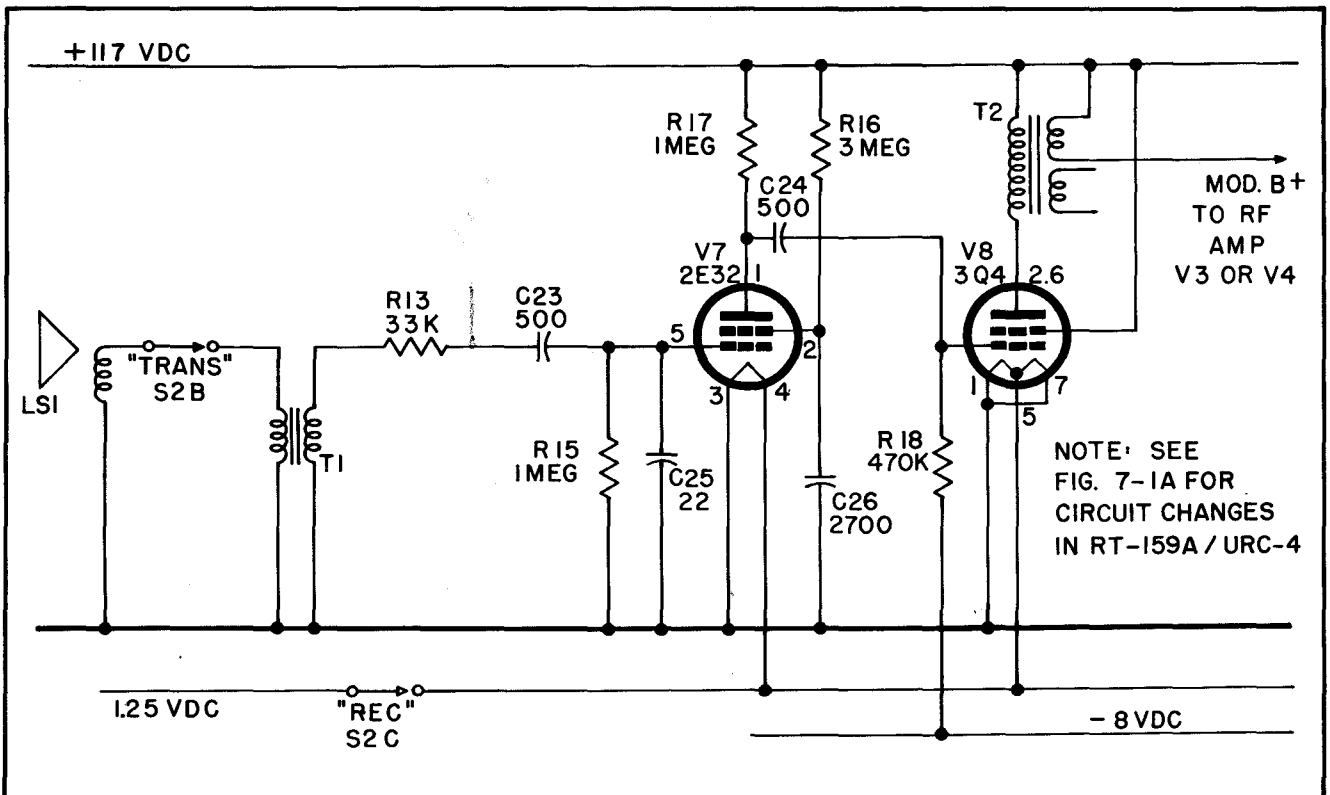 +117 VDC
R17
1MEG
R16
3 MEG
T2
C24
500
MOD. B+
TO RF
AMP
V3 OR V4
V7
2E32
1
V8
3Q4
2.6
R13
33K
C23
500
5
2
LS1
"TRANS"
S2B
T1
3
4
1
7
5
R15
1MEG
C25
22
C26
2700
R18
470K
NOTE: SEE
FIG. 7-1A FOR
CIRCUIT CHANGES
IN RT-159A / URC-4
1.25 VDC
"REC"
S2C
- 8 VDC